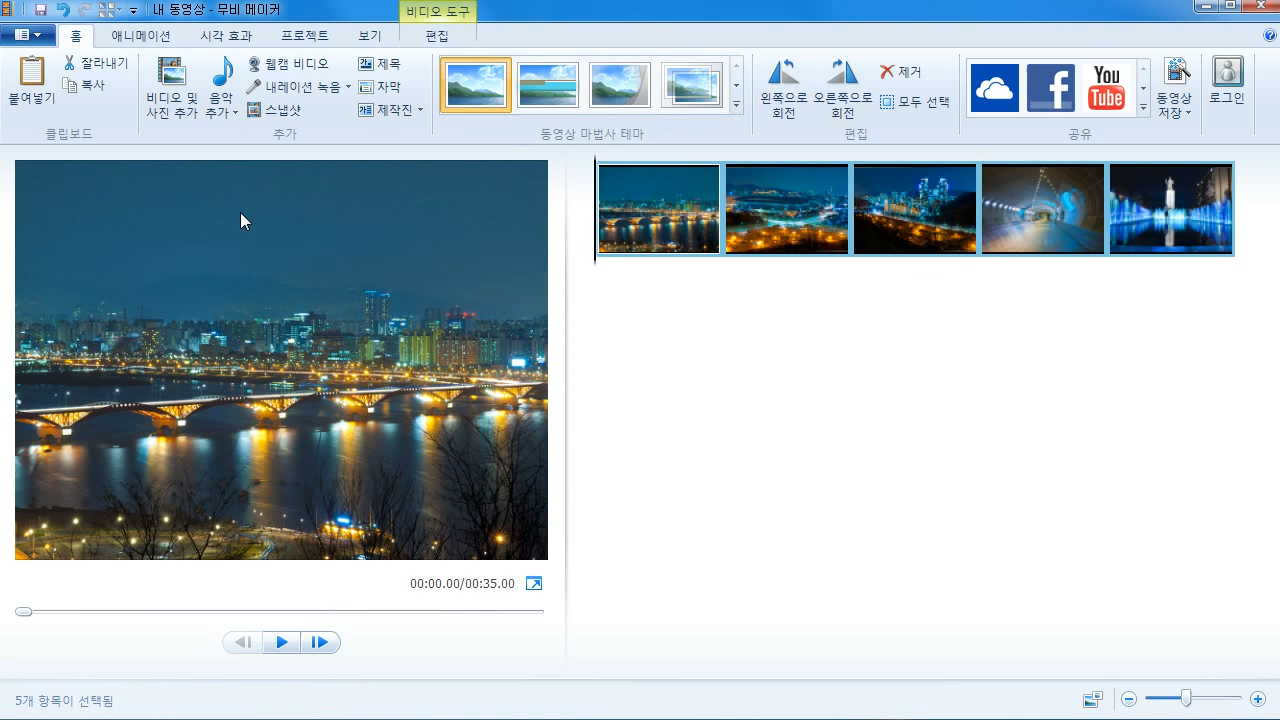 내 동영상 - 무비 메이커
비디오 도구
홈
애니메이션
시각 효과
프로젝트
보기
편집
붙여넣기
잘라내기
복사
클립보드
비디오 및
사진 추가
음악
추가
웹캠 비디오
내레이션 녹음
스냅샷
제목
자막
제작진
추가
동영상 마법사 테마
왼쪽으로
회전
오른쪽으로
회전
제거
모두 선택
편집
You
Tube
공유
동영상
저장
로그인
00:00.00/00:35.00
5개 항목이 선택됨